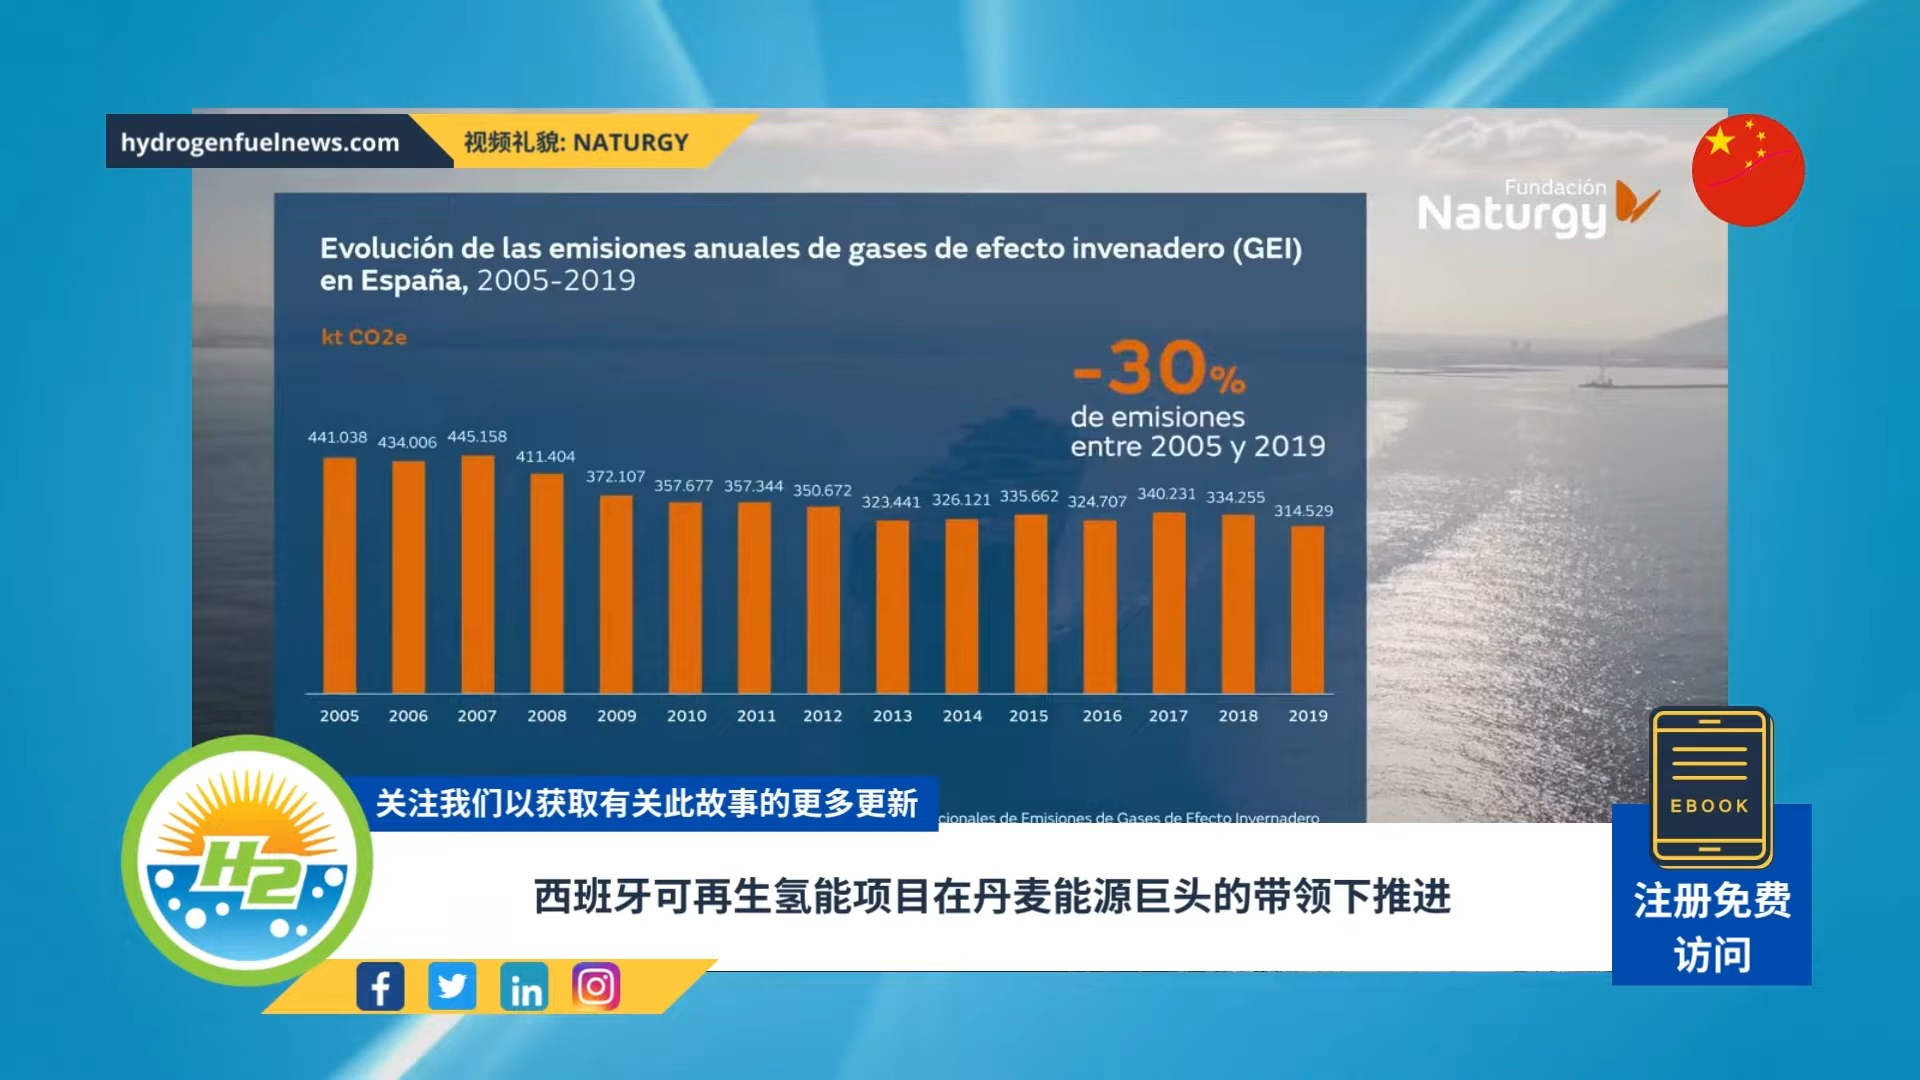 hydrogenfuelnews.com
视频礼貌: NATURGY
Fundación
Naturgy
Evolución de las emisiones anuales de gases de efecto invenadero (GEI)
en España, 2005-2019
kt CO2e
-30%
de emisiones
entre 2005 y 2019
441.038 434.006 445.158 411.404 372.107 357.677 357.344 350.672 323.441 326.121 335.662 324.707 340.231 334.255 314.529
2005 2006 2007 2008 2009 2010 2011 2012 2013 2014 2015 2016 2017 2018 2019
关注我们以获取有关此故事的更多更新
cionales de Emisiones de Gases de Efecto Invernadero
H2
西班牙可再生氢能项目在丹麦能源巨头的带领下推进
EBOOK
注册免费
访问